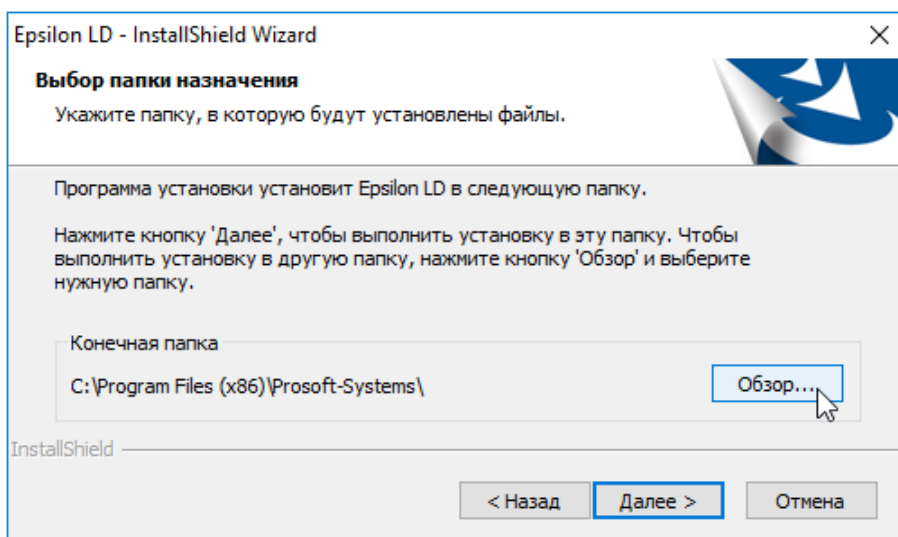 Epsilon LD - InstallShield Wizard
Выбор папки назначения
Укажите папку, в которую будут установлены файлы.
Программа установки установит Epsilon LD в следующую папку.
Нажмите кнопку 'Далее', чтобы выполнить установку в эту папку. Чтобы
выполнить установку в другую папку, нажмите кнопку 'Обзор' и выберите
нужную папку.
Конечная папка
C:\Program Files (x86)\Prosoft-Systems\
Обзор...
InstallShield
< Назад
Далее >
Отмена